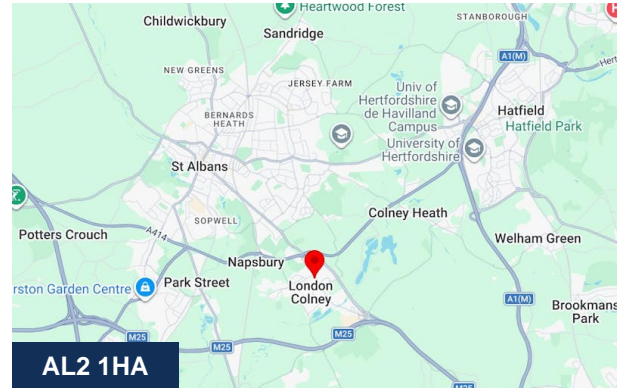 Heartwood Forest
Childwickbury
Sandridge
STANBOROUGH
A1(M)
NEW GREENS
JERSEY FARM
Univ of
Hertfordshire
de Havilland
Campus
Hatfield
Hatfield Park
BERNARDS
HEATH
University of
Hertfordshire
St Albans
SOPWELL
Colney Heath
A414
Potters Crouch
Welham Green
Napsbury
rston Garden Centre
Park Street
London
Colney
A1(M)
Brookmans
Park
M25
M25
M25
M25
AL2 1HA